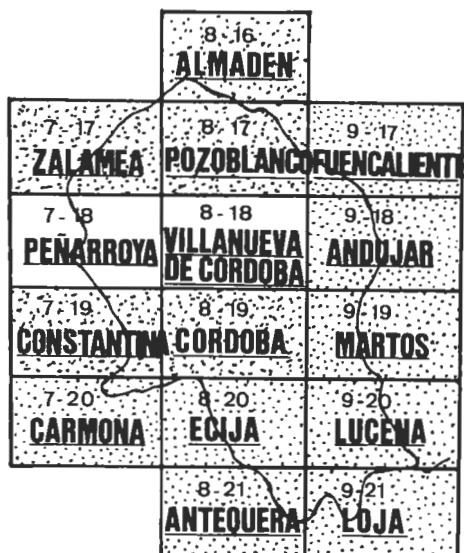 8-16
ALMADEN
7-17
ZALAMEA
8-17
POZOBLANCO
9-17
FUENCALIENTE
7-18
PEÑARROYA
8-18
VILLANUEVA
DE CORDOBA
9-18
ANDUJAR
7-19
CONSTANTINA
8-19
CORDOBA
9-19
MARTOS
7-20
CARMONA
8-20
ECIJA
9-20
LUCENA
8-21
ANTEQUERA
9-21
LOJA